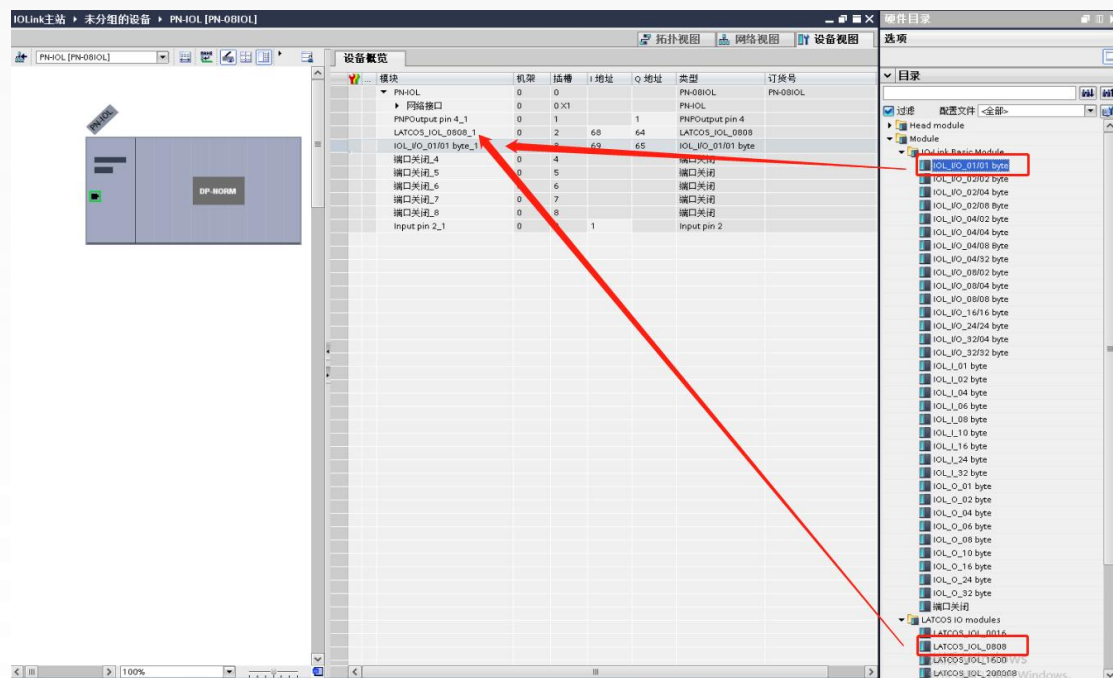 IOLink主站 ▸ 未分组的设备 ▸ PN-IOL [PN-08IOL]
拓扑视图 网络视图 设备视图
PN-IOL [PN-08IOL]
PN-IOL
DP-NORM
100%
设备概览
... 模块 机架 插槽 I 地址 Q 地址 类型 订货号
PN-IOL 0 0 PN-08IOL PN-08IOL
网络接口 0 0 X1 PN-IOL
PNPOutput pin 4_1 0 1 1 PNPOutput pin 4
LATCOS_IOL_0808_1 0 2 68 64 LATCOS_IOL_0808
IOL_I/O_01/01 byte_1 0 3 69 65 IOL_I/O_01/01 byte
端口关闭_4 0 4 端口关闭
端口关闭_5 0 5 端口关闭
端口关闭_6 0 6 端口关闭
端口关闭_7 0 7 端口关闭
端口关闭_8 0 8 端口关闭
Input pin 2_1 0 1 Input pin 2
硬件目录
选项
目录
过滤 配置文件 <全部>
Head module
Module
IO-Link Basic Module
IOL_I/O_01/01 byte
IOL_I/O_02/02 byte
IOL_I/O_02/04 byte
IOL_I/O_02/08 Byte
IOL_I/O_04/02 byte
IOL_I/O_04/04 byte
IOL_I/O_04/08 Byte
IOL_I/O_04/32 byte
IOL_I/O_08/02 byte
IOL_I/O_08/04 byte
IOL_I/O_08/08 byte
IOL_I/O_16/16 byte
IOL_I/O_24/24 byte
IOL_I/O_32/04 byte
IOL_I/O_32/32 byte
IOL_I_01 byte
IOL_I_02 byte
IOL_I_04 byte
IOL_I_06 byte
IOL_I_08 byte
IOL_I_10 byte
IOL_I_16 byte
IOL_I_24 byte
IOL_I_32 byte
IOL_O_01 byte
IOL_O_02 byte
IOL_O_04 byte
IOL_O_06 byte
IOL_O_08 byte
IOL_O_10 byte
IOL_O_16 byte
IOL_O_24 byte
IOL_O_32 byte
端口关闭
LATCOS IO modules
LATCOS_IOL_0016
LATCOS_IOL_0808
LATCOS_IOL_1600
LATCOS_IOL_200008